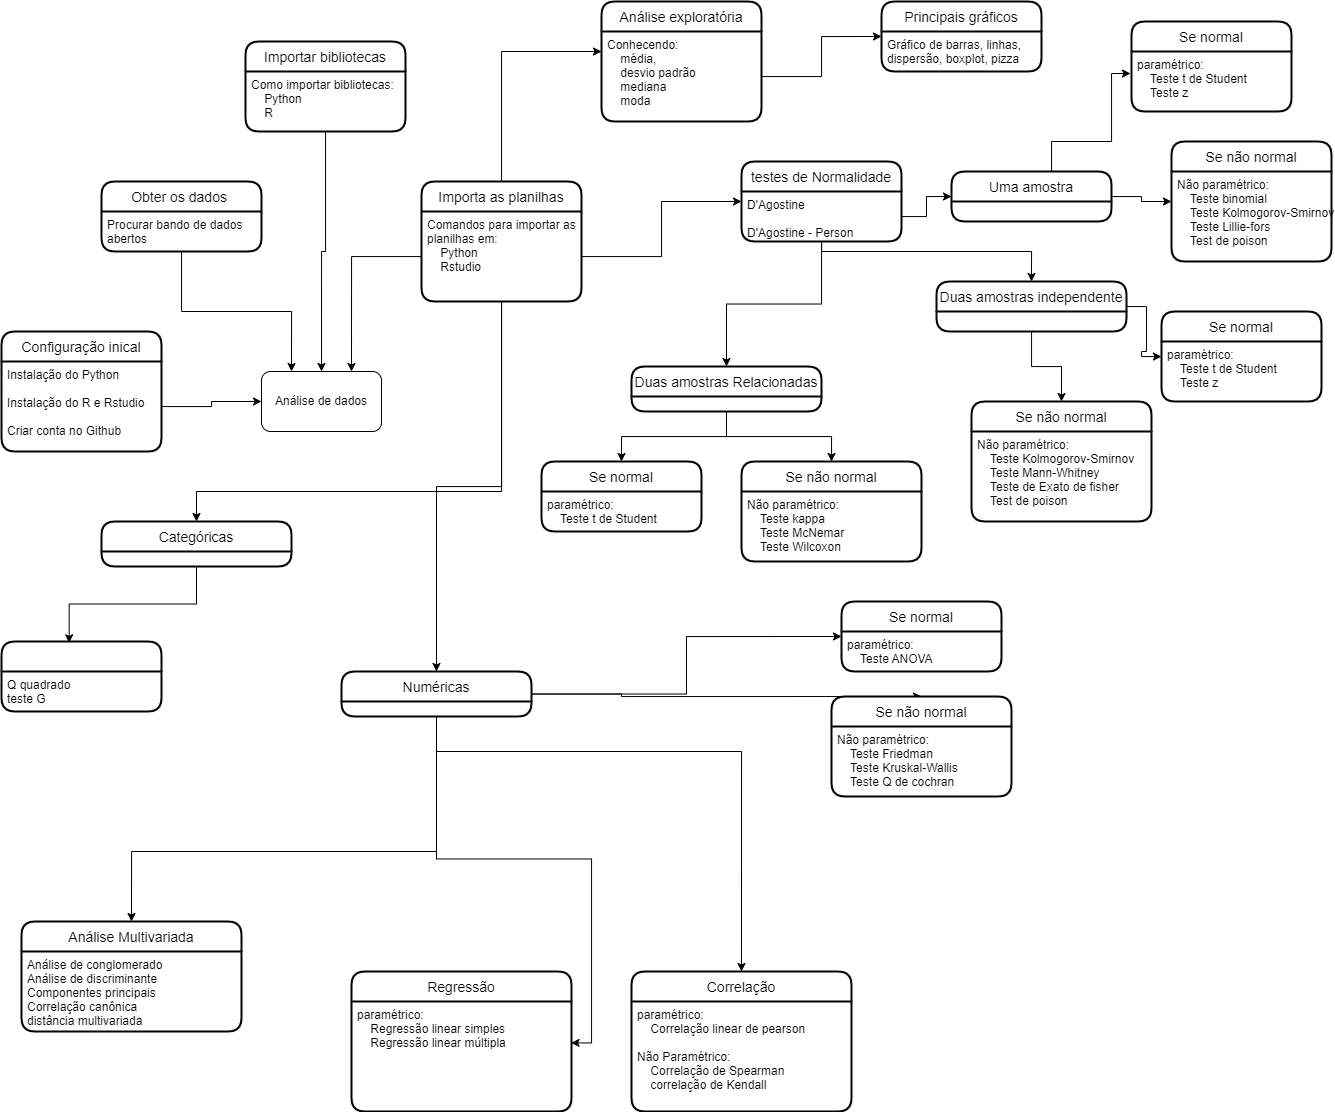 Análise exploratória
Conhecendo:
média,
desvio padrão
mediana
moda
Principais gráficos
Gráfico de barras, linhas,
dispersão, boxplot, pizza
Se normal
paramétrico:
Teste t de Student
Teste z
Importar bibliotecas
Como importar bibliotecas:
Python
R
Se não normal
Não paramétrico:
Teste binomial
Teste Kolmogorov-Smirnov
Teste Lillie-fors
Test de poison
testes de Normalidade
D'Agostine
D'Agostine - Person
Uma amostra
Obter os dados
Procurar bando de dados
abertos
Importa as planilhas
Comandos para importar as
planilhas em:
Python
Rstudio
Duas amostras independente
Se normal
paramétrico:
Teste t de Student
Teste z
Configuração inical
Instalação do Python
Instalação do R e Rstudio
Criar conta no Github
Análise de dados
Duas amostras Relacionadas
Se não normal
Não paramétrico:
Teste Kolmogorov-Smirnov
Teste Mann-Whitney
Teste de Exato de fisher
Test de poison
Se normal
paramétrico:
Teste t de Student
Se não normal
Não paramétrico:
Teste kappa
Teste McNemar
Teste Wilcoxon
Categóricas
Q quadrado
teste G
Numéricas
Se normal
paramétrico:
Teste ANOVA
Se não normal
Não paramétrico:
Teste Friedman
Teste Kruskal-Wallis
Teste Q de cochran
Análise Multivariada
Análise de conglomerado
Análise de discriminante
Componentes principais
Correlação canônica
distância multivariada
Regressão
paramétrico:
Regressão linear simples
Regressão linear múltipla
Correlação
paramétrico:
Correlação linear de pearson
Não Paramétrico:
Correlação de Spearman
correlação de Kendall